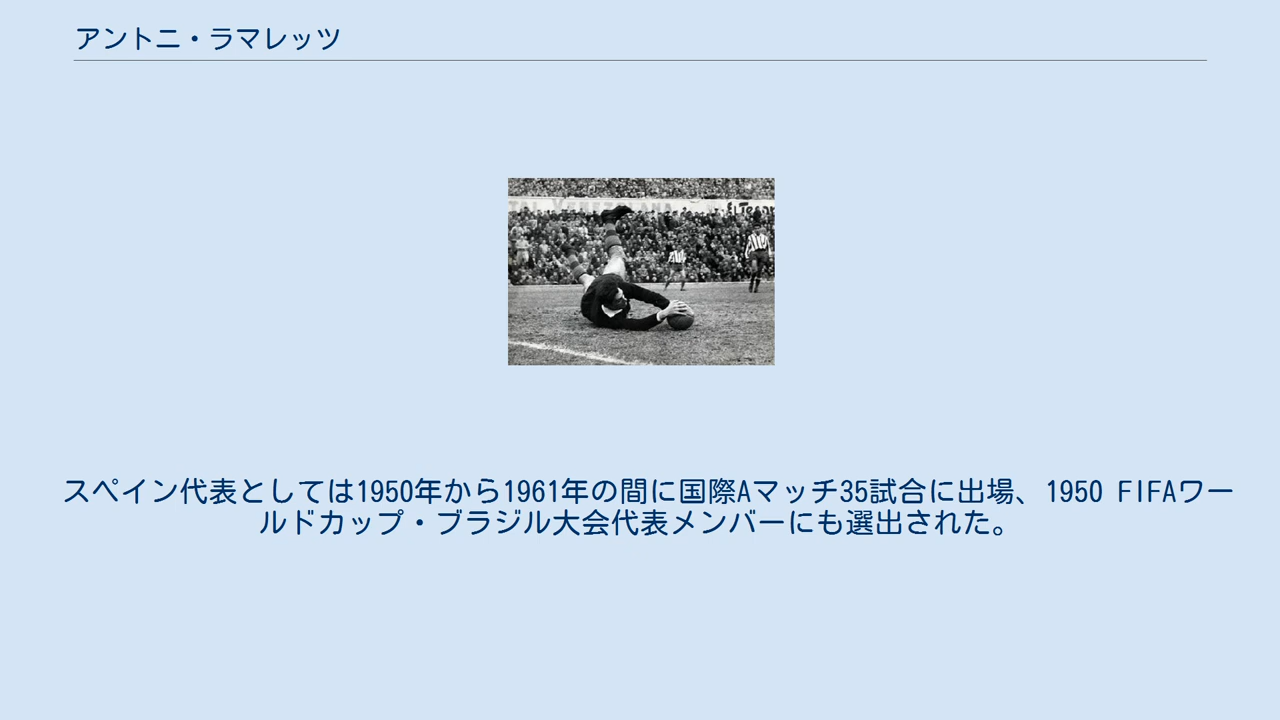 アントニ・ラマレッツ
TAL VENEZOLANA
スペイン代表としては1950年から1961年の間に国際Aマッチ35試合に出場、1950 FIFAワー
ルドカップ・ブラジル大会代表メンバーにも選出された。